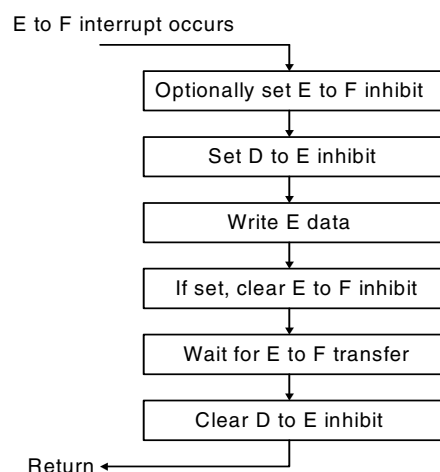 E to F interrupt occurs
Optionally set E to F inhibit
Set D to E inhibit
Write E data
If set, clear E to F inhibit
Wait for E to F transfer
Clear D to E inhibit
Return